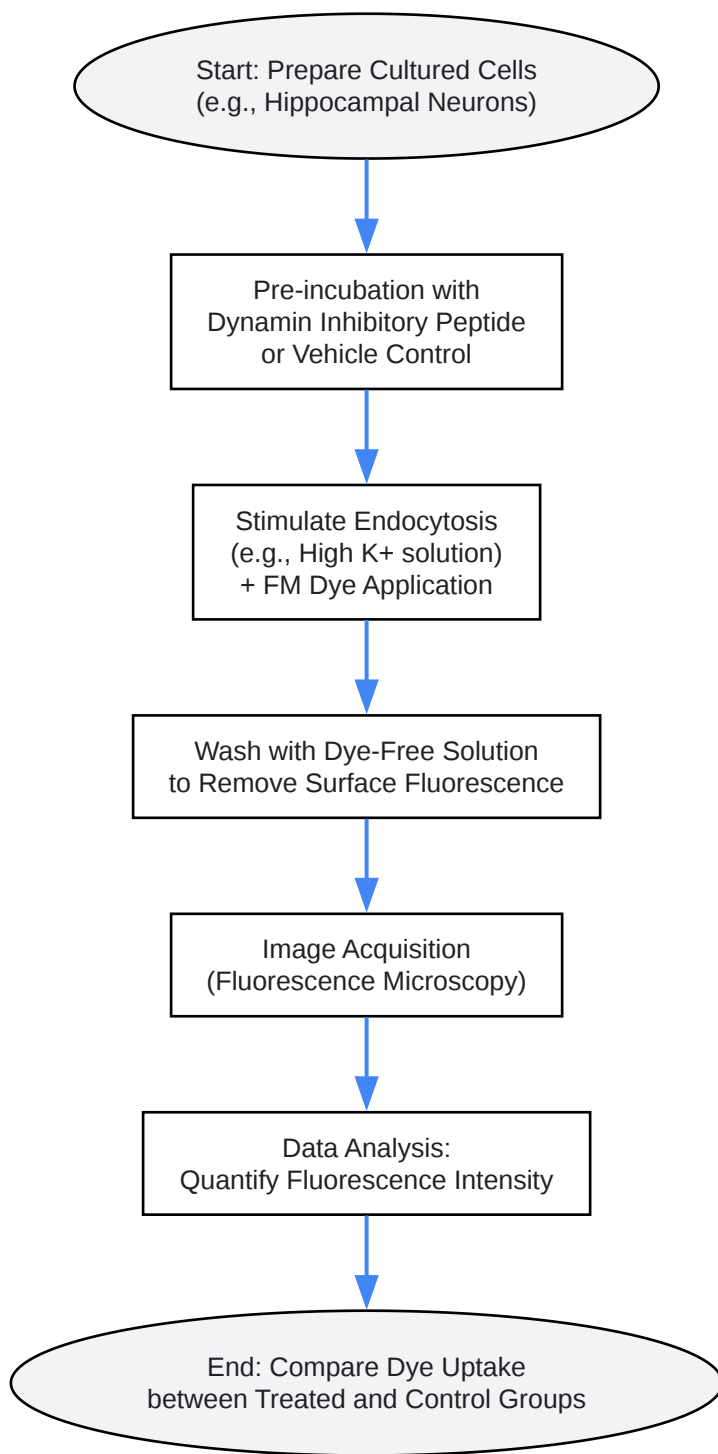 Start: Prepare Cultured Cells
(e.g., Hippocampal Neurons)
Pre-incubation with
Dynamin Inhibitory Peptide
or Vehicle Control
Stimulate Endocytosis
(e.g., High K+ solution)
+ FM Dye Application
Wash with Dye-Free Solution
to Remove Surface Fluorescence
Image Acquisition
(Fluorescence Microscopy)
Data Analysis:
Quantify Fluorescence Intensity
End: Compare Dye Uptake
between Treated and Control Groups